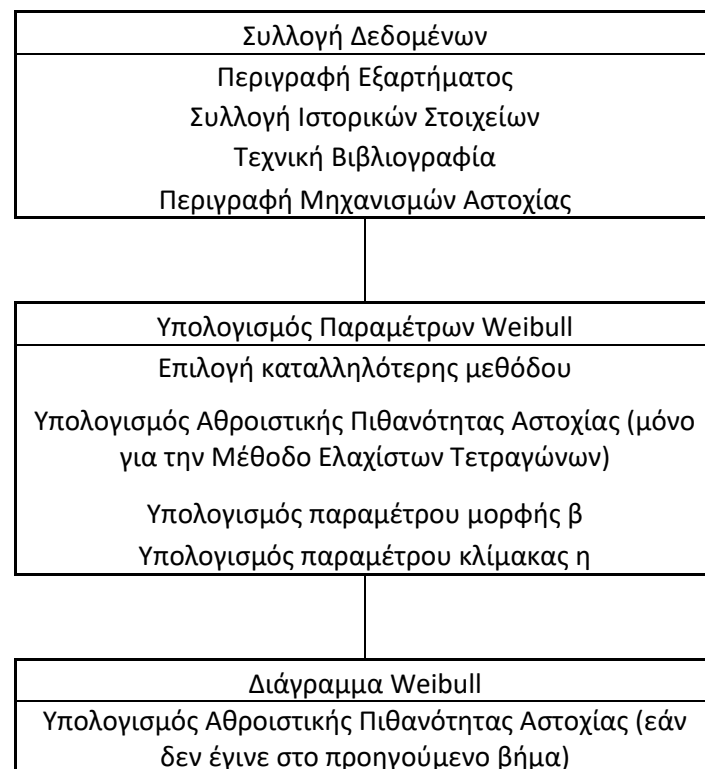 Συλλογή Δεδομένων
Περιγραφή Εξαρτήματος
Συλλογή Ιστορικών Στοιχείων
Τεχνική Βιβλιογραφία
Περιγραφή Μηχανισμών Αστοχίας
Υπολογισμός Παραμέτρων Weibull
Επιλογή καταλληλότερης μεθόδου
Υπολογισμός Αθροιστικής Πιθανότητας Αστοχίας (μόνο
για την Μέθοδο Ελαχίστων Τετραγώνων)
Υπολογισμός παραμέτρου μορφής β
Υπολογισμός παραμέτρου κλίμακας η
Διάγραμμα Weibull
Υπολογισμός Αθροιστικής Πιθανότητας Αστοχίας (εάν
δεν έγινε στο προηγούμενο βήμα)